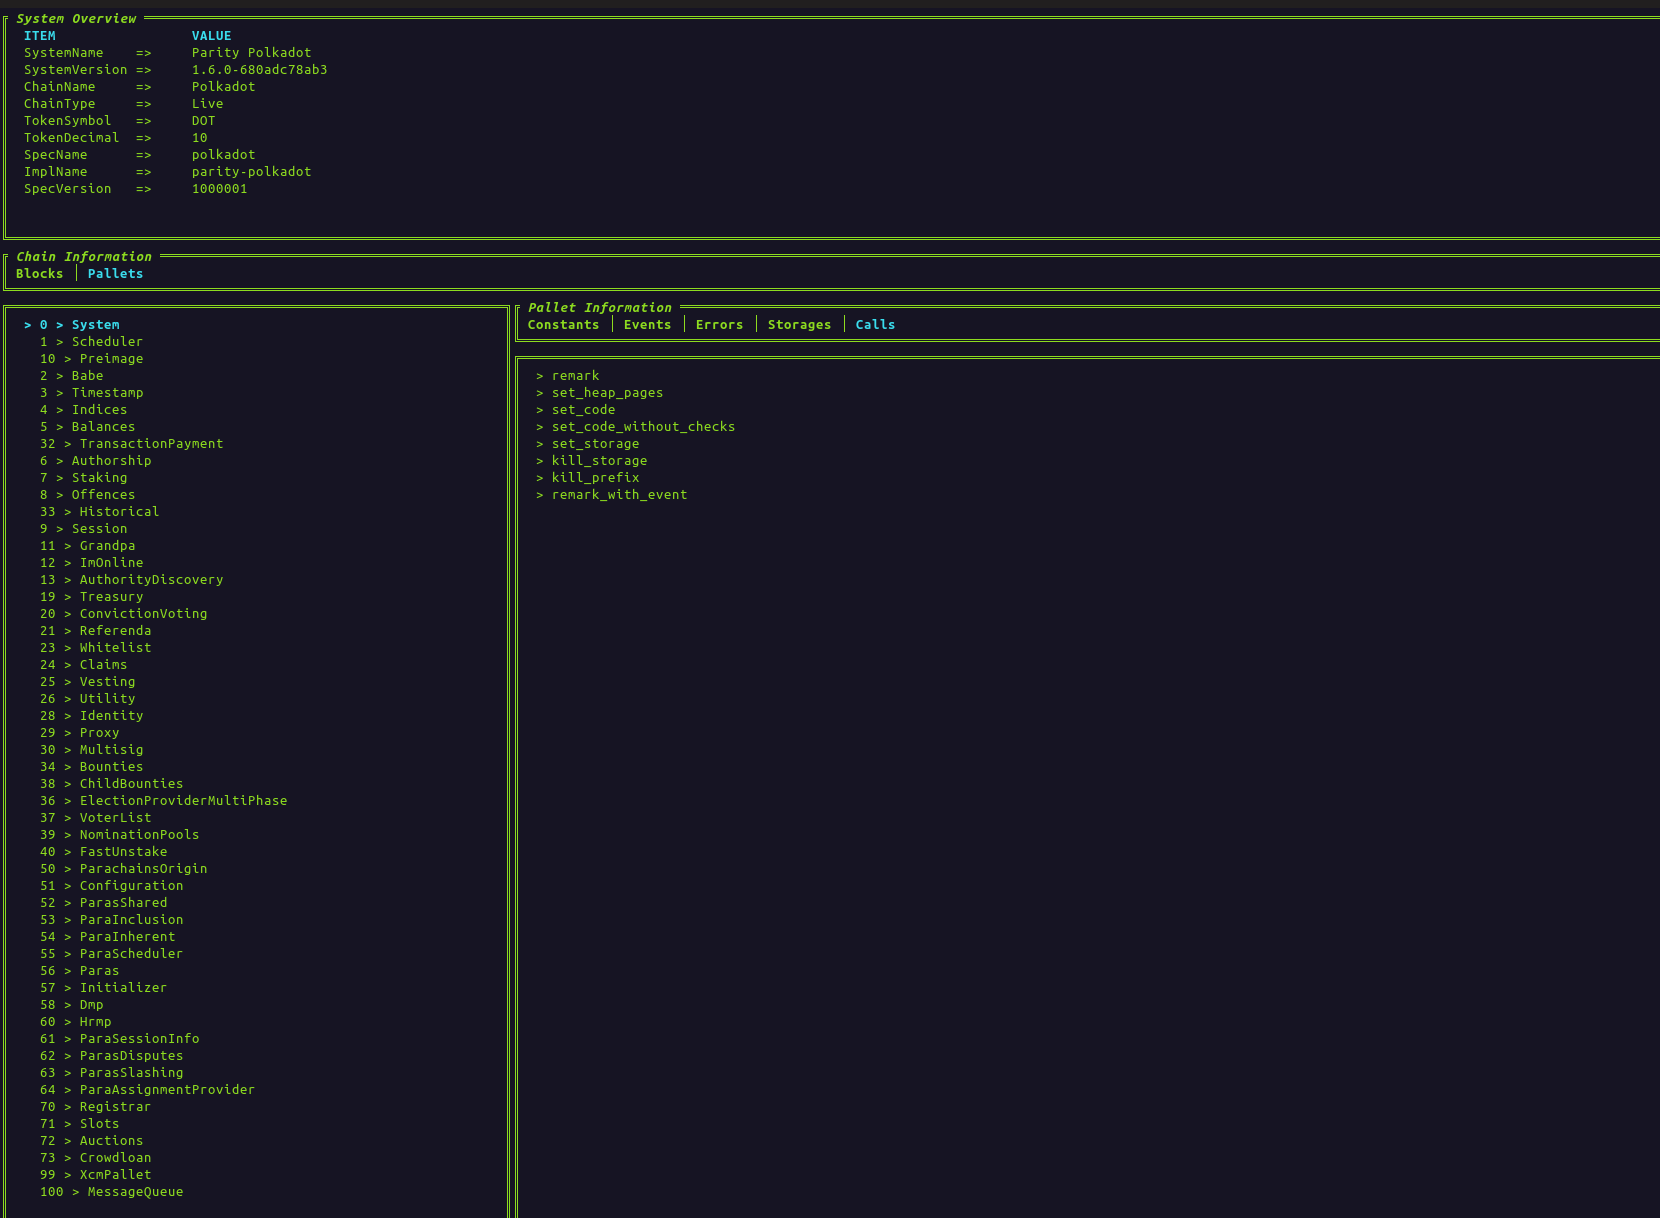 System Overview
ITEM VALUE
SystemName => Parity Polkadot
SystemVersion => 1.6.0-680adc78ab3
ChainName => Polkadot
ChainType => Live
TokenSymbol => DOT
TokenDecimal => 10
SpecName => polkadot
ImplName => parity-polkadot
SpecVersion => 1000001
Chain Information
Blocks Pallets
> 0 > System
1 > Scheduler
10 > Preimage
2 > Babe
3 > Timestamp
4 > Indices
5 > Balances
32 > TransactionPayment
6 > Authorship
7 > Staking
8 > Offences
33 > Historical
9 > Session
11 > Grandpa
12 > ImOnline
13 > AuthorityDiscovery
19 > Treasury
20 > ConvictionVoting
21 > Referenda
23 > Whitelist
24 > Claims
25 > Vesting
26 > Utility
28 > Identity
29 > Proxy
30 > Multisig
34 > Bounties
38 > ChildBounties
36 > ElectionProviderMultiPhase
37 > VoterList
39 > NominationPools
40 > FastUnstake
50 > ParachainsOrigin
51 > Configuration
52 > ParasShared
53 > ParaInclusion
54 > ParaInherent
55 > ParaScheduler
56 > Paras
57 > Initializer
58 > Dmp
60 > Hrmp
61 > ParaSessionInfo
62 > ParasDisputes
63 > ParasSlashing
64 > ParaAssignmentProvider
70 > Registrar
71 > Slots
72 > Auctions
73 > Crowdloan
99 > XcmPallet
100 > MessageQueue
Pallet Information
Constants Events Errors Storages Calls
> remark
> set_heap_pages
> set_code
> set_code_without_checks
> set_storage
> kill_storage
> kill_prefix
> remark_with_event